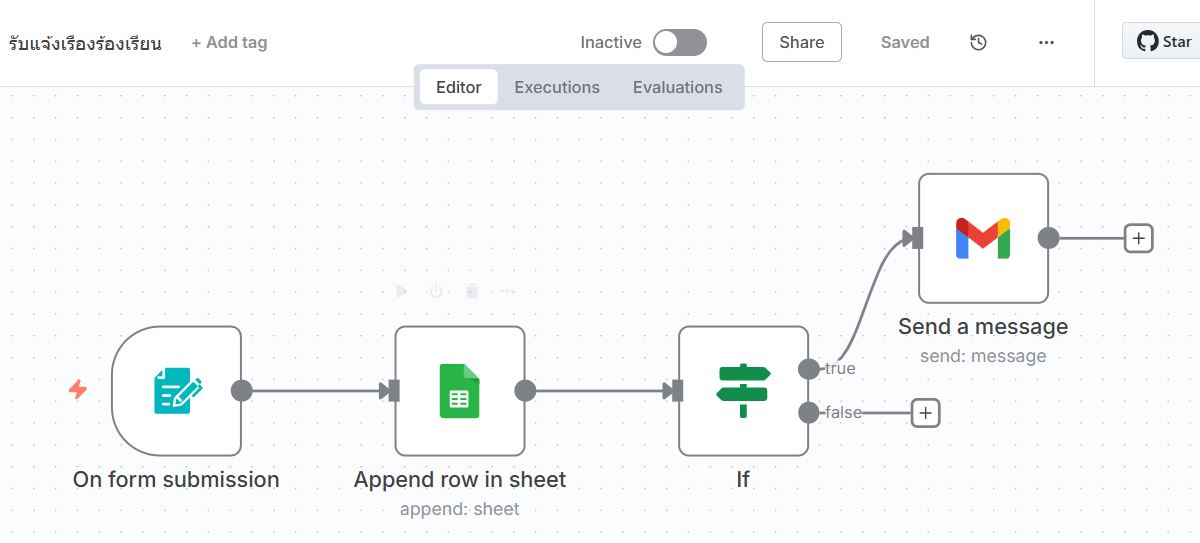 รับแจ้งเรื่องร้องเรียน
+ Add tag
Inactive
Share
Saved
Star
Editor
Executions
Evaluations
Send a message
send: message
true
false
On form submission
Append row in sheet
append: sheet
If